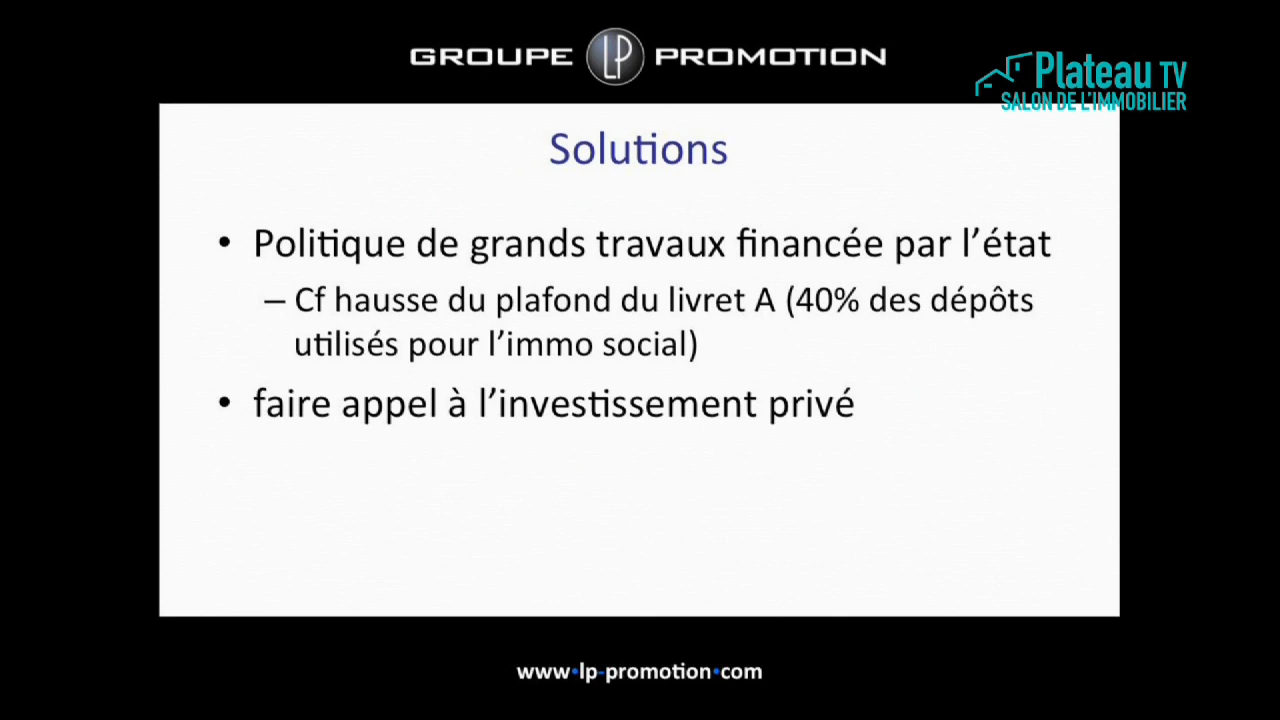 GROUPE LP PROMOTION
Plateau TV
SALON DE L'IMMOBILIER
Solutions
• Politique de grands travaux financée par l’état
– Cf hausse du plafond du livret A (40% des dépôts
utilisés pour l’immo social)
• faire appel à l’investissement privé
www•lp-promotion•com